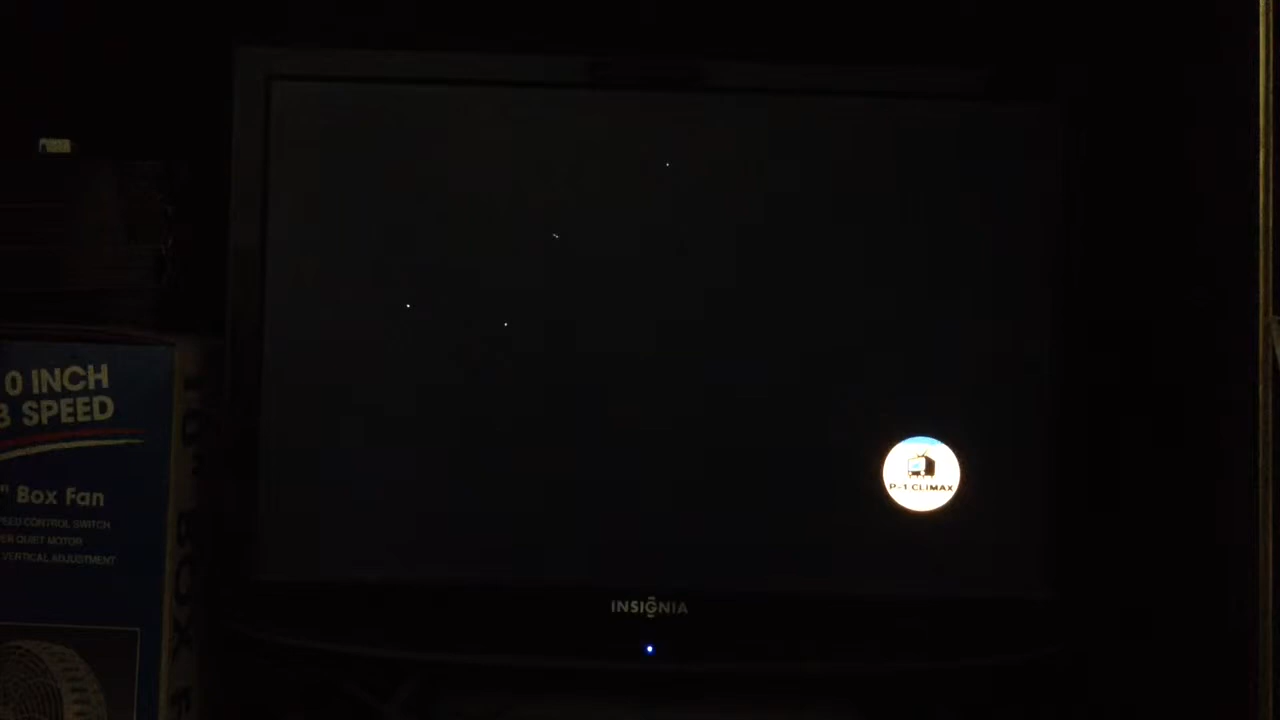 0 INCH
3 SPEED
" Box Fan
PEED CONTROL SWITCH
ER QUIET MOTOR
VERTICAL ADJUSTMENT
P-1 CLIMAX
INSIGNIA